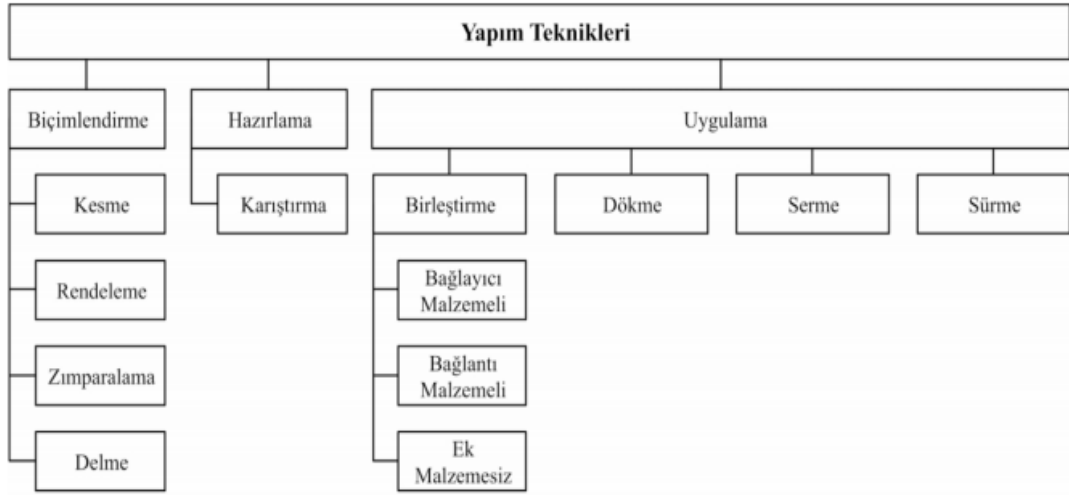 Yapım Teknikleri
Biçimlendirme
Hazırlama
Uygulama
Kesme
Karıştırma
Birleştirme
Dökme
Serme
Sürme
Rendeleme
Bağlayıcı
Malzemeli
Zımparalama
Bağlantı
Malzemeli
Delme
Ek
Malzemesiz